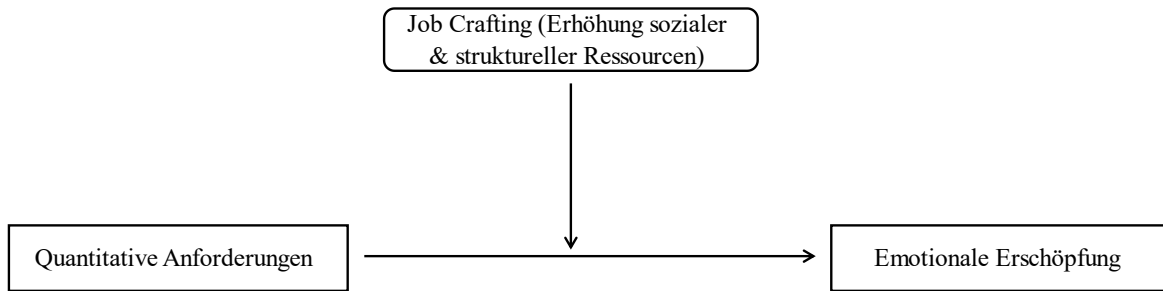 Job Crafting (Erhöhung sozialer
& struktureller Ressourcen)
Quantitative Anforderungen
Emotionale Erschöpfung